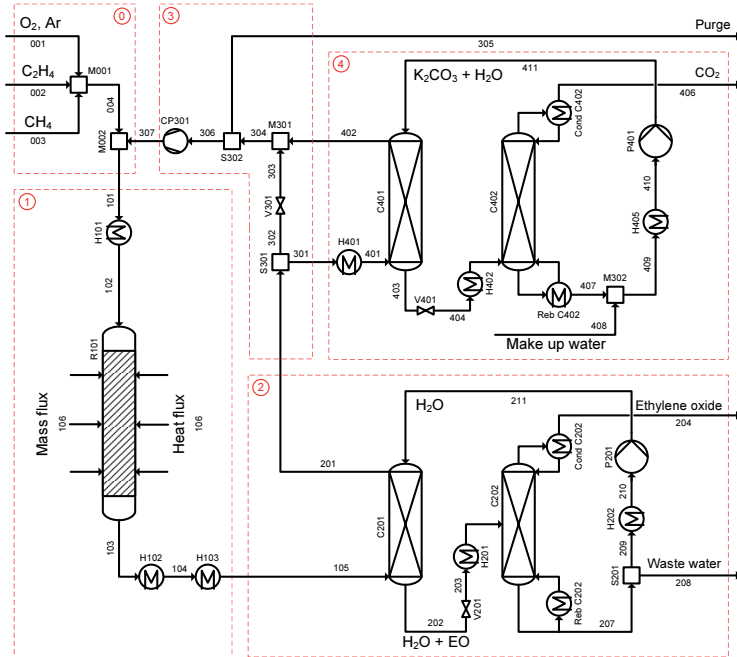 0
3
O2, Ar
001
C2H4
002
CH4
003
M001
004
M002
307
CP301
306
S302
304
M301
303
V301
302
S301
301
305
Purge
4
K2CO3 + H2O
411
402
C401
H401
401
403
V401
404
H402
C402
Cond C402
406
CO2
P401
410
H405
409
M302
407
Reb C402
408
Make up water
1
101
H101
102
R101
Mass flux
106
Heat flux
106
103
H102
104
H103
105
2
H2O
211
201
C201
202
H2O + EO
V201
203
H201
C202
Cond C202
Ethylene oxide
204
P201
210
H202
209
S201
Waste water
208
Reb C202
207